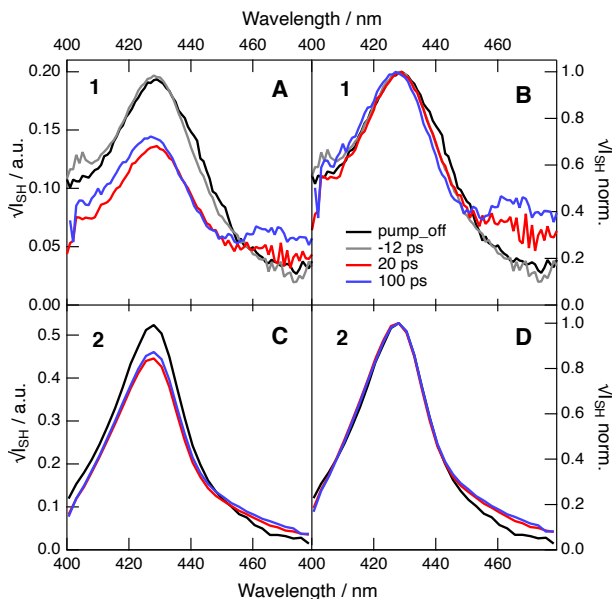 Wavelength / nm
400 420 440 460 400 420 440 460
0.20 1 A 1 B 1.0
0.15 0.8
0.10 0.6
0.05 0.4
0.00 0.2
0.0
√I_SH / a.u.
√I_SH norm.
pump_off
-12 ps
20 ps
100 ps
0.5 2 C 2 D 1.0
0.4 0.8
0.3 0.6
0.2 0.4
0.1 0.2
0.0 0.0
√I_SH / a.u.
√I_SH norm.
400 420 440 460 400 420 440 460
Wavelength / nm